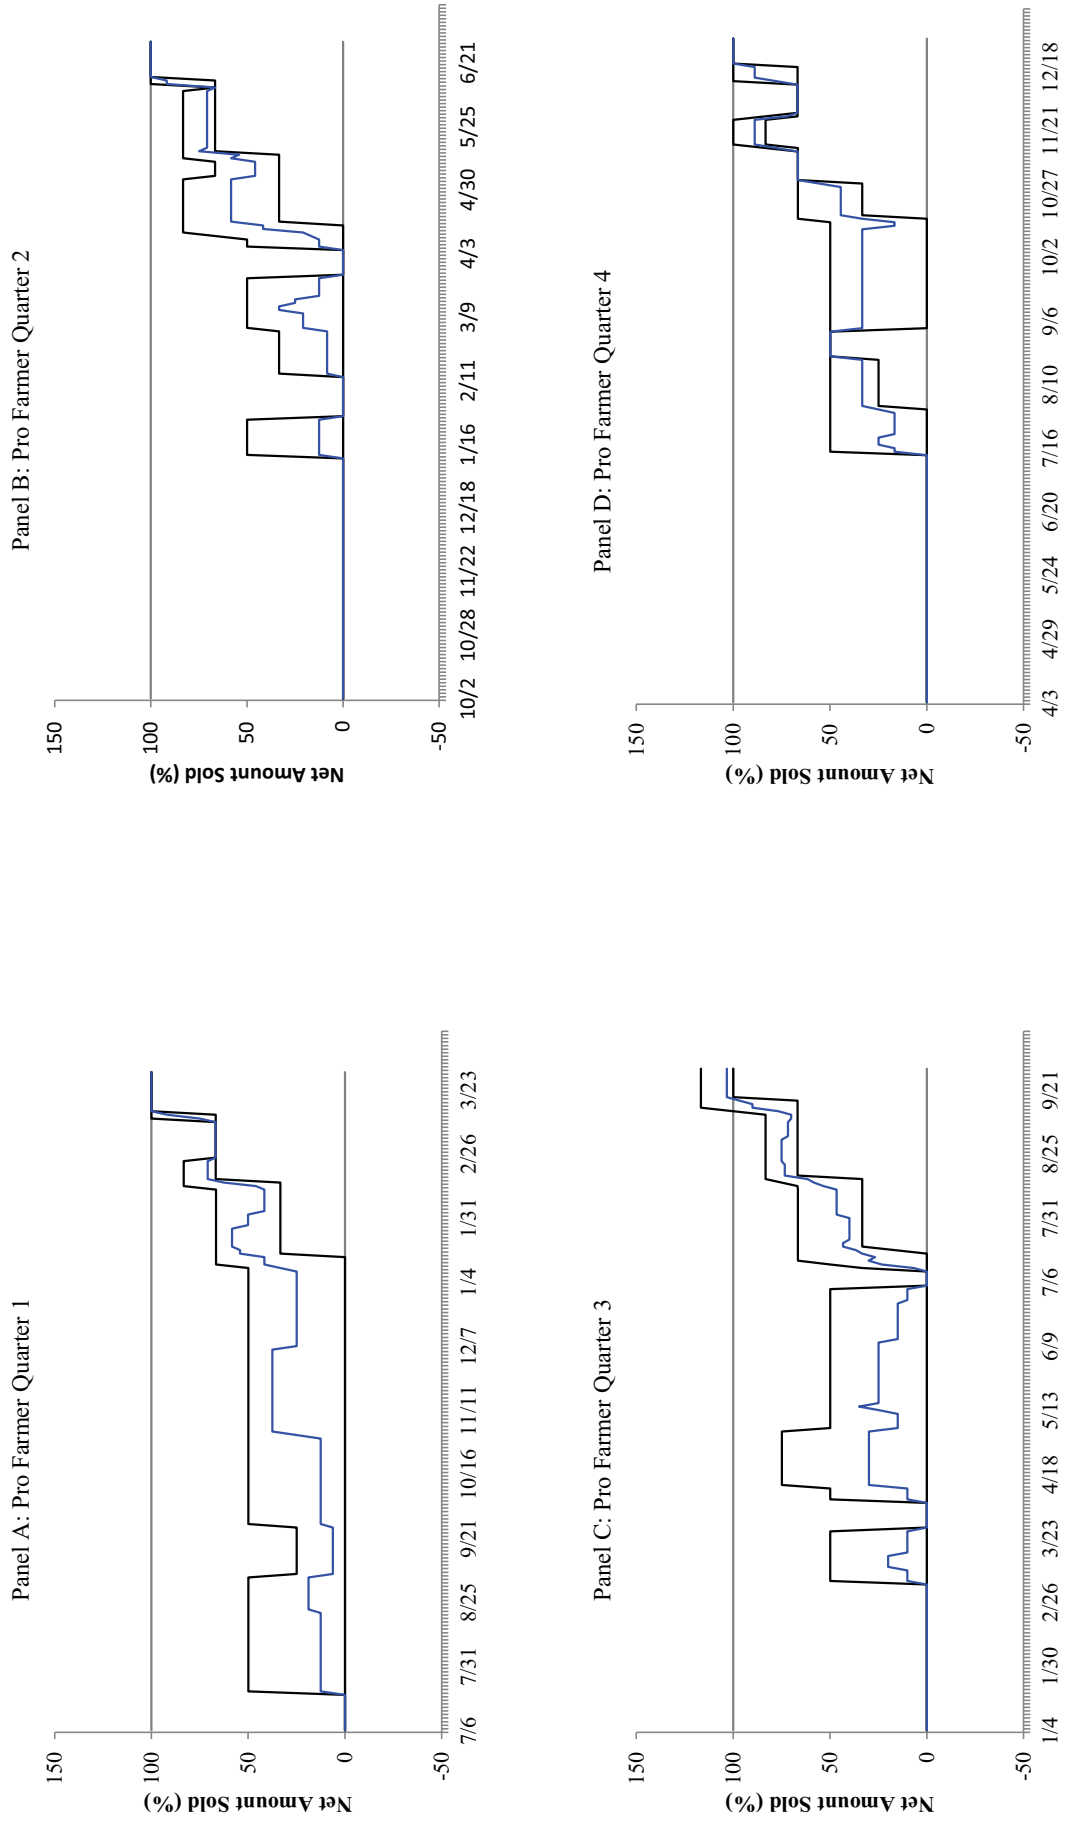 Panel A: Pro Farmer Quarter 1
Net Amount Sold (%)
150
100
50
0
-50
7/6 7/31 8/25 9/21 10/16 11/11 12/7 1/4 1/31 2/26 3/23
Panel B: Pro Farmer Quarter 2
Net Amount Sold (%)
150
100
50
0
-50
10/2 10/28 11/22 12/18 1/16 2/11 3/9 4/3 4/30 5/25 6/21
Panel C: Pro Farmer Quarter 3
Net Amount Sold (%)
150
100
50
0
-50
1/4 1/30 2/26 3/23 4/18 5/13 6/9 7/6 7/31 8/25 9/21
Panel D: Pro Farmer Quarter 4
Net Amount Sold (%)
150
100
50
0
-50
4/3 4/29 5/24 6/20 7/16 8/10 9/6 10/2 10/27 11/21 12/18